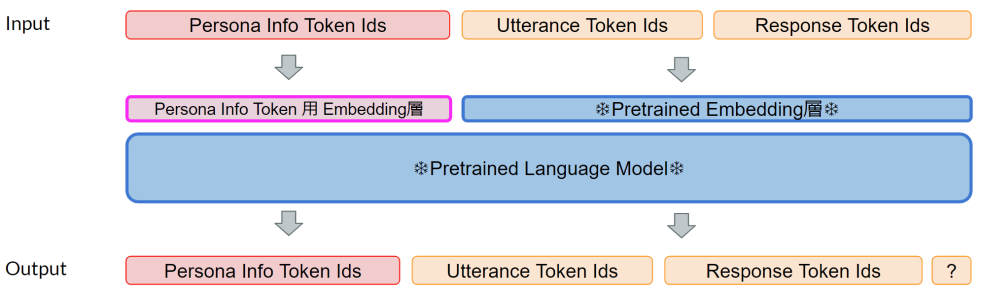 Input
Persona Info Token Ids
Utterance Token Ids
Response Token Ids
Persona Info Token 用 Embedding層
❄Pretrained Embedding層❄
❄Pretrained Language Model❄
Output
Persona Info Token Ids
Utterance Token Ids
Response Token Ids
?